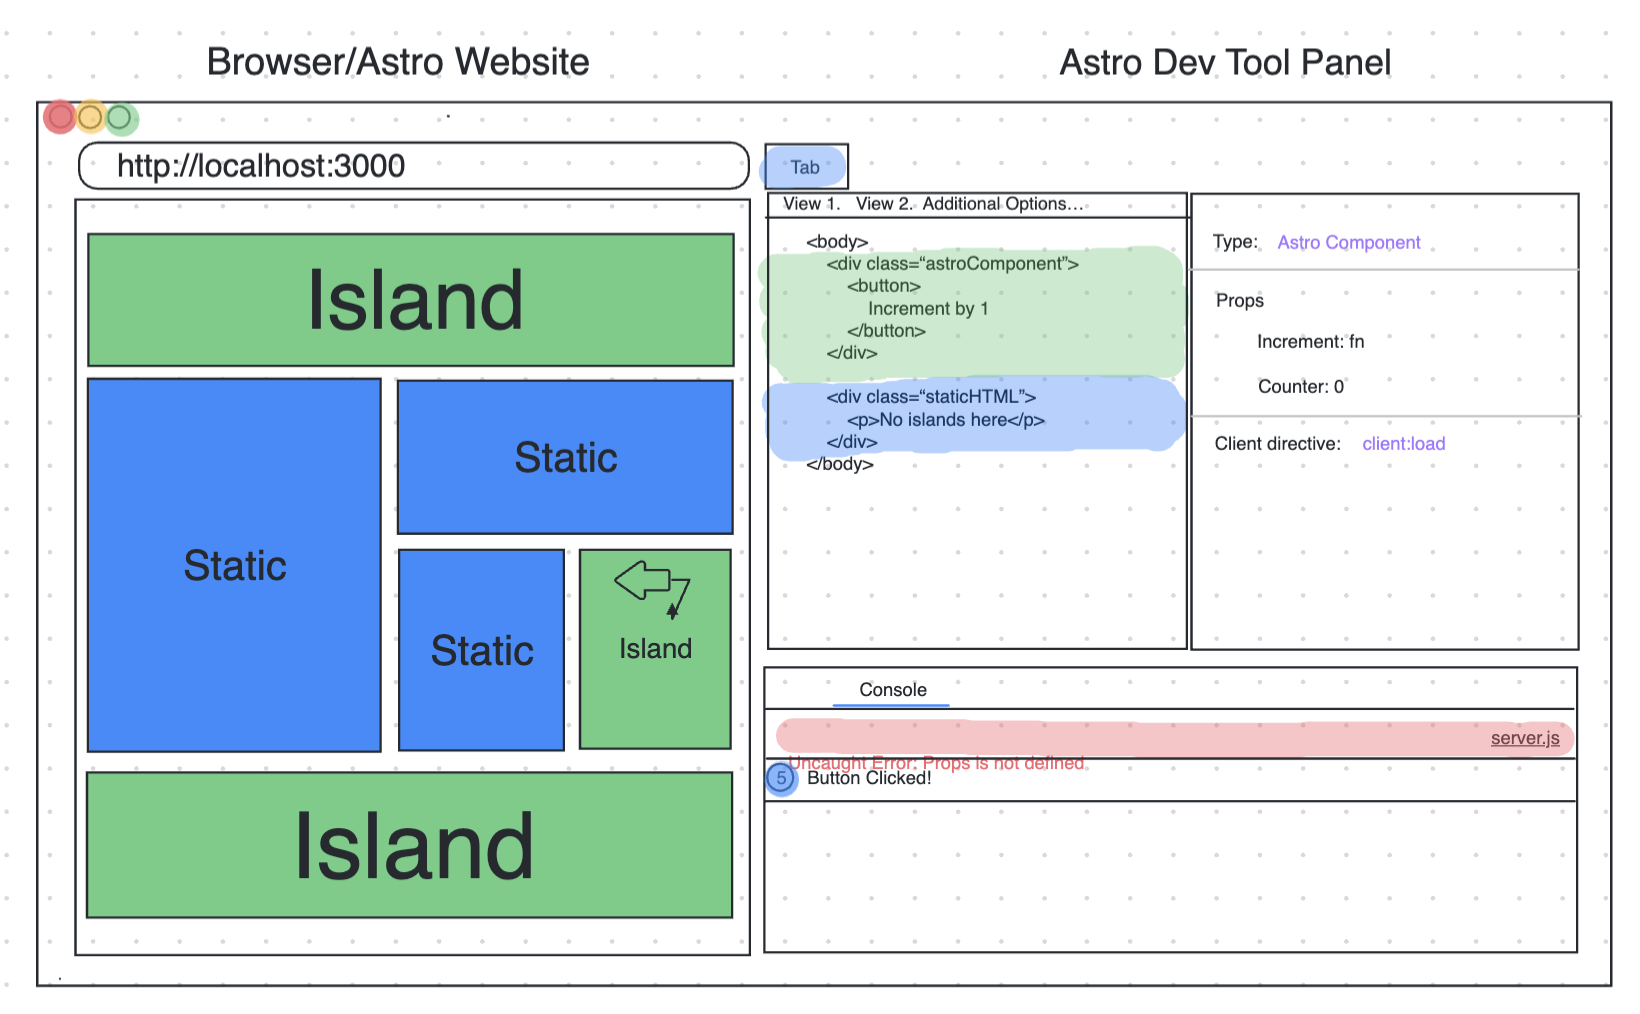 Browser/Astro Website
Astro Dev Tool Panel
http://localhost:3000
Island
Static
Static
Static
Island
Island
Tab
View 1. View 2. Additional Options...
<body>
<div class=“astroComponent”>
<button>
Increment by 1
</button>
</div>
<div class=“staticHTML”>
<p>No islands here</p>
</div>
</body>
Type: Astro Component
Props
Increment: fn
Counter: 0
Client directive: client:load
Console
server.js
Uncaught Error: Props is not defined
5 Button Clicked!